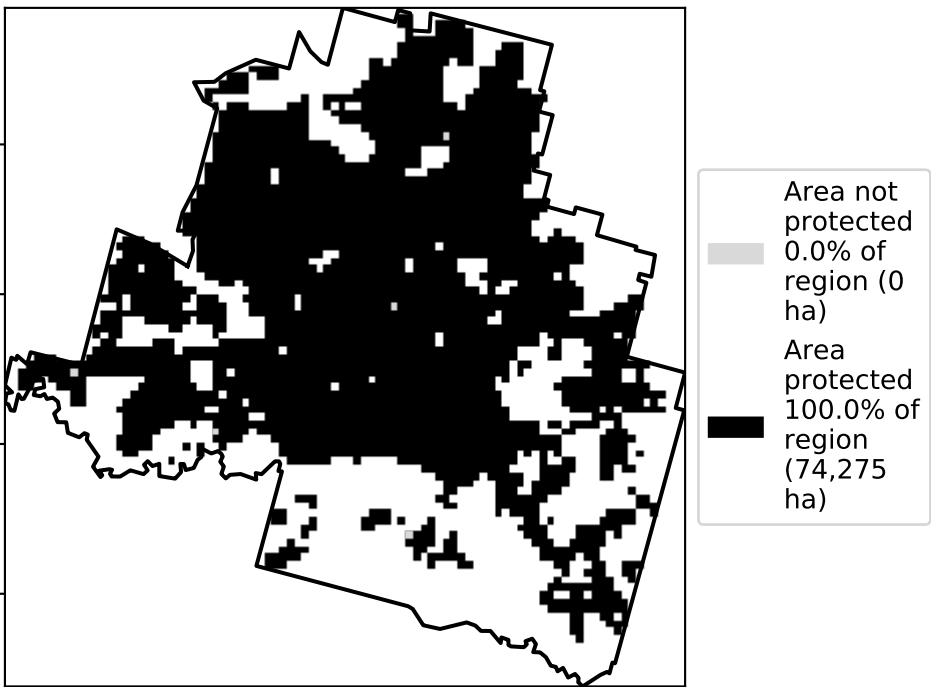 Area not
protected
0.0% of
region (0
ha)
Area
protected
100.0% of
region
(74,275
ha)